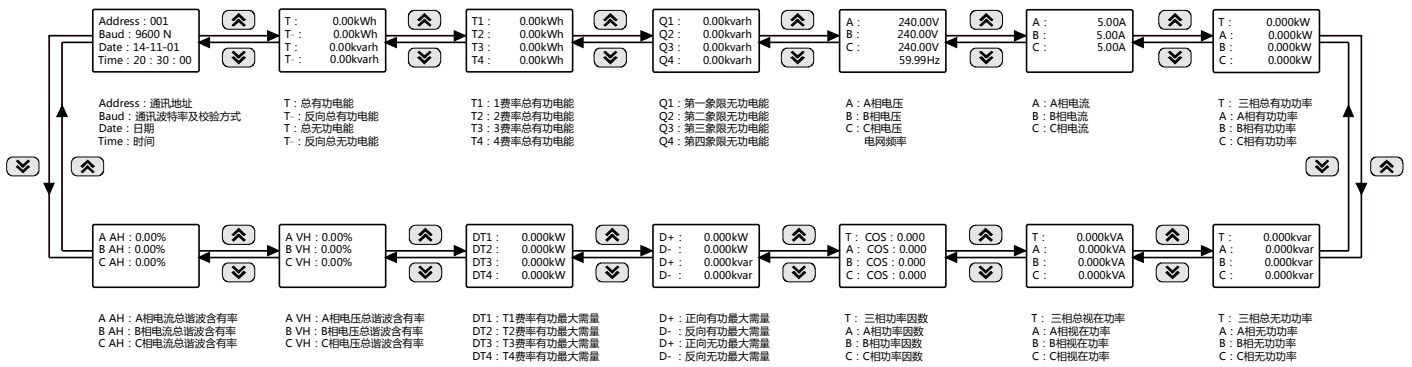 Address : 001
Baud : 9600 N
Date : 14-11-01
Time : 20 : 30 : 00
T : 0.00kWh
T- : 0.00kWh
T : 0.00kvarh
T- : 0.00kvarh
T1 : 0.00kWh
T2 : 0.00kWh
T3 : 0.00kWh
T4 : 0.00kWh
Q1 : 0.00kvarh
Q2 : 0.00kvarh
Q3 : 0.00kvarh
Q4 : 0.00kvarh
A : 240.00V
B : 240.00V
C : 240.00V
59.99Hz
A : 5.00A
B : 5.00A
C : 5.00A
T : 0.000kW
A : 0.000kW
B : 0.000kW
C : 0.000kW
Address : 通讯地址
Baud : 通讯波特率及校验方式
Date : 日期
Time : 时间
T : 总有功电能
T- : 反向总有功电能
T : 总无功电能
T- : 反向总无功电能
T1 : 1费率总有功电能
T2 : 2费率总有功电能
T3 : 3费率总有功电能
T4 : 4费率总有功电能
Q1 : 第一象限无功电能
Q2 : 第二象限无功电能
Q3 : 第三象限无功电能
Q4 : 第四象限无功电能
A : A相电压
B : B相电压
C : C相电压
电网频率
A : A相电流
B : B相电流
C : C相电流
T : 三相总有功功率
A : A相有功功率
B : B相有功功率
C : C相有功功率
A AH : 0.00%
B AH : 0.00%
C AH : 0.00%
A VH : 0.00%
B VH : 0.00%
C VH : 0.00%
DT1 : 0.000kW
DT2 : 0.000kW
DT3 : 0.000kW
DT4 : 0.000kW
D+ : 0.000kW
D- : 0.000kW
D+ : 0.000kvar
D- : 0.000kvar
T : COS : 0.000
A : COS : 0.000
B : COS : 0.000
C : COS : 0.000
T : 0.000kVA
A : 0.000kVA
B : 0.000kVA
C : 0.000kVA
T : 0.000kvar
A : 0.000kvar
B : 0.000kvar
C : 0.000kvar
A AH : A相电流总谐波含有率
B AH : B相电流总谐波含有率
C AH : C相电流总谐波含有率
A VH : A相电压总谐波含有率
B VH : B相电压总谐波含有率
C VH : C相电压总谐波含有率
DT1 : T1费率有功最大需量
DT2 : T2费率有功最大需量
DT3 : T3费率有功最大需量
DT4 : T4费率有功最大需量
D+ : 正向有功最大需量
D- : 反向有功最大需量
D+ : 正向无功最大需量
D- : 反向无功最大需量
T : 三相功率因数
A : A相功率因数
B : B相功率因数
C : C相功率因数
T : 三相总视在功率
A : A相视在功率
B : B相视在功率
C : C相视在功率
T : 三相总无功功率
A : A相无功功率
B : B相无功功率
C : C相无功功率